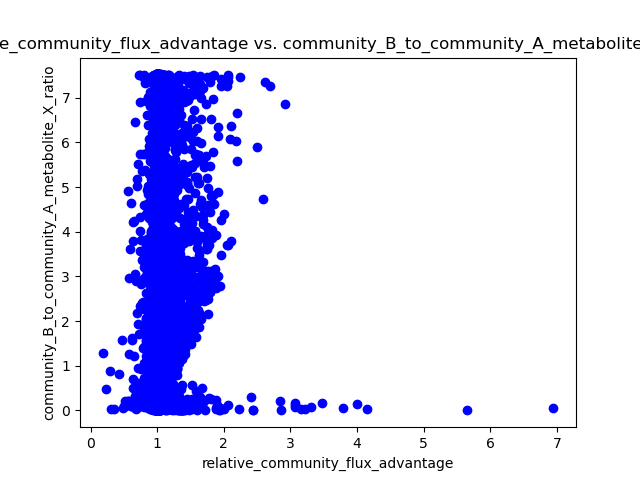 e_community_flux_advantage vs. community_B_to_community_A_metabolite
community_B_to_community_A_metabolite_X_ratio
7
6
5
4
3
2
1
0
0 1 2 3 4 5 6 7
relative_community_flux_advantage